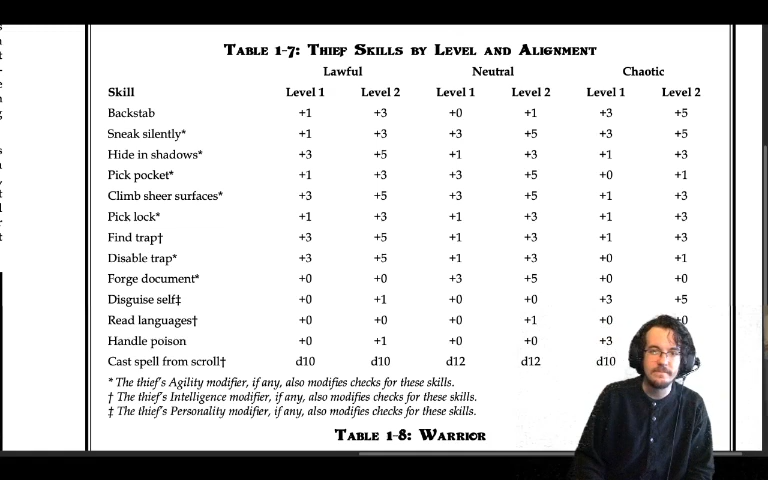 Table 1-7: Thief Skills by Level and Alignment
Lawful Neutral Chaotic
Skill Level 1 Level 2 Level 1 Level 2 Level 1 Level 2
Backstab +1 +3 +0 +1 +3 +5
Sneak silently* +1 +3 +3 +5 +3 +5
Hide in shadows* +3 +5 +1 +3 +1 +3
Pick pocket* +1 +3 +3 +5 +0 +1
Climb sheer surfaces* +3 +5 +3 +5 +1 +3
Pick lock* +1 +3 +1 +3 +1 +3
Find trap† +3 +5 +1 +3 +1 +3
Disable trap* +3 +5 +1 +3 +0 +1
Forge document* +0 +0 +3 +5 +0 +0
Disguise self‡ +0 +1 +0 +0 +3 +5
Read languages† +0 +0 +0 +1 +0 +0
Handle poison +0 +1 +0 +0 +3
Cast spell from scroll† d10 d10 d12 d12 d10
* The thief's Agility modifier, if any, also modifies checks for these skills.
† The thief's Intelligence modifier, if any, also modifies checks for these skills.
‡ The thief's Personality modifier, if any, also modifies checks for these skills.
Table 1-8: Warrior